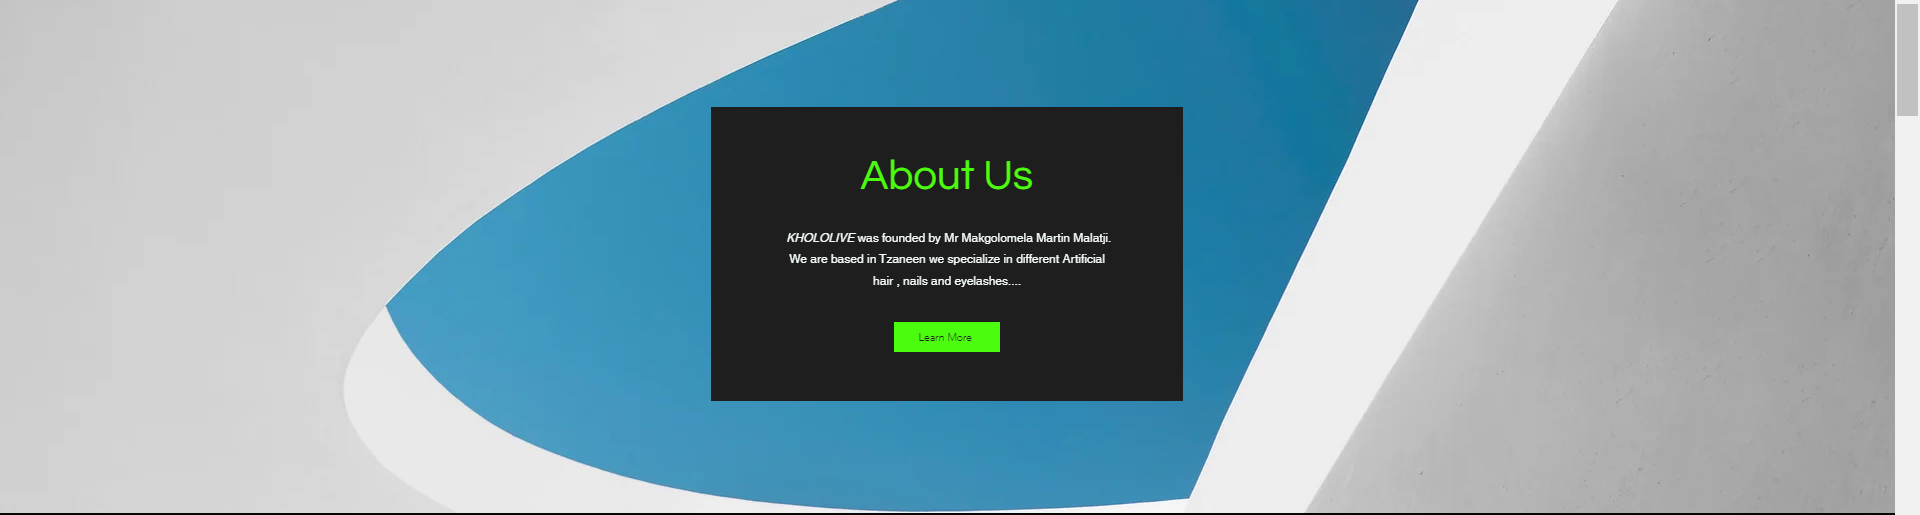 About Us
KHOLOLIVE was founded by Mr Makgolomela Martin Malatji.
We are based in Tzaneen we specialize in different Artificial
hair , nails and eyelashes....
Learn More